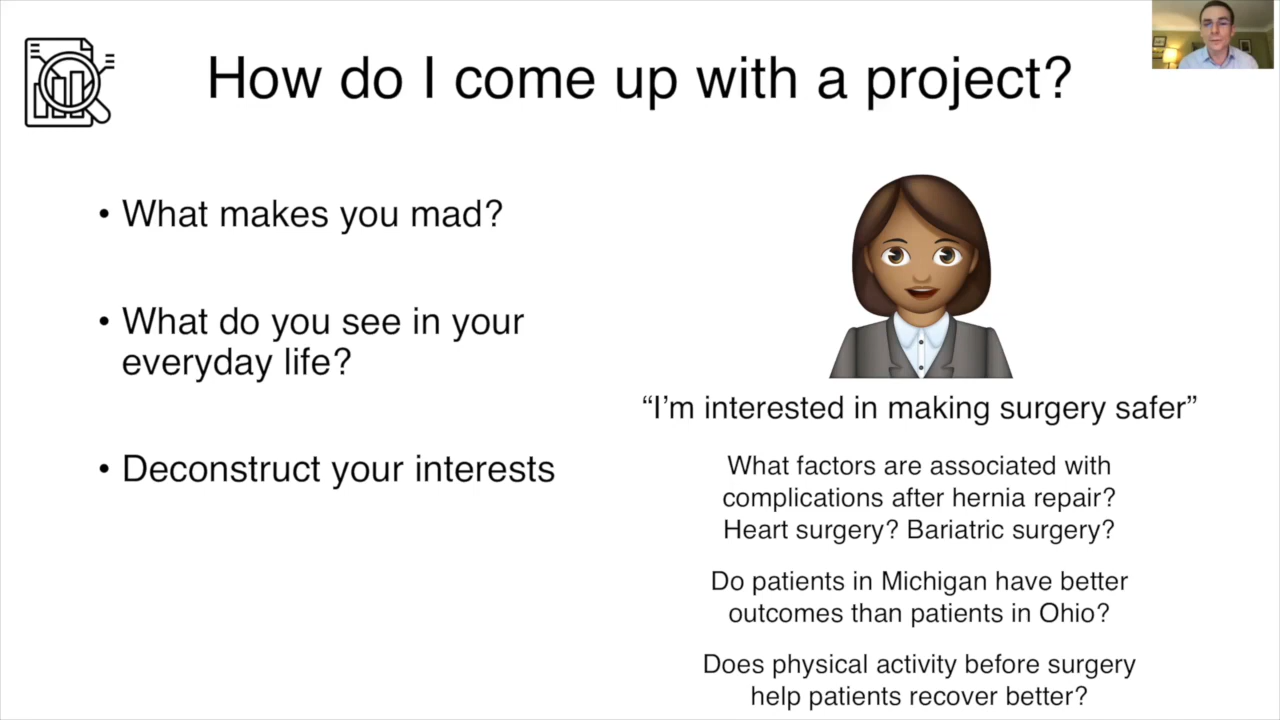 How do I come up with a project?
• What makes you mad?
• What do you see in your
everyday life?
• Deconstruct your interests
“I’m interested in making surgery safer”
What factors are associated with
complications after hernia repair?
Heart surgery? Bariatric surgery?
Do patients in Michigan have better
outcomes than patients in Ohio?
Does physical activity before surgery
help patients recover better?